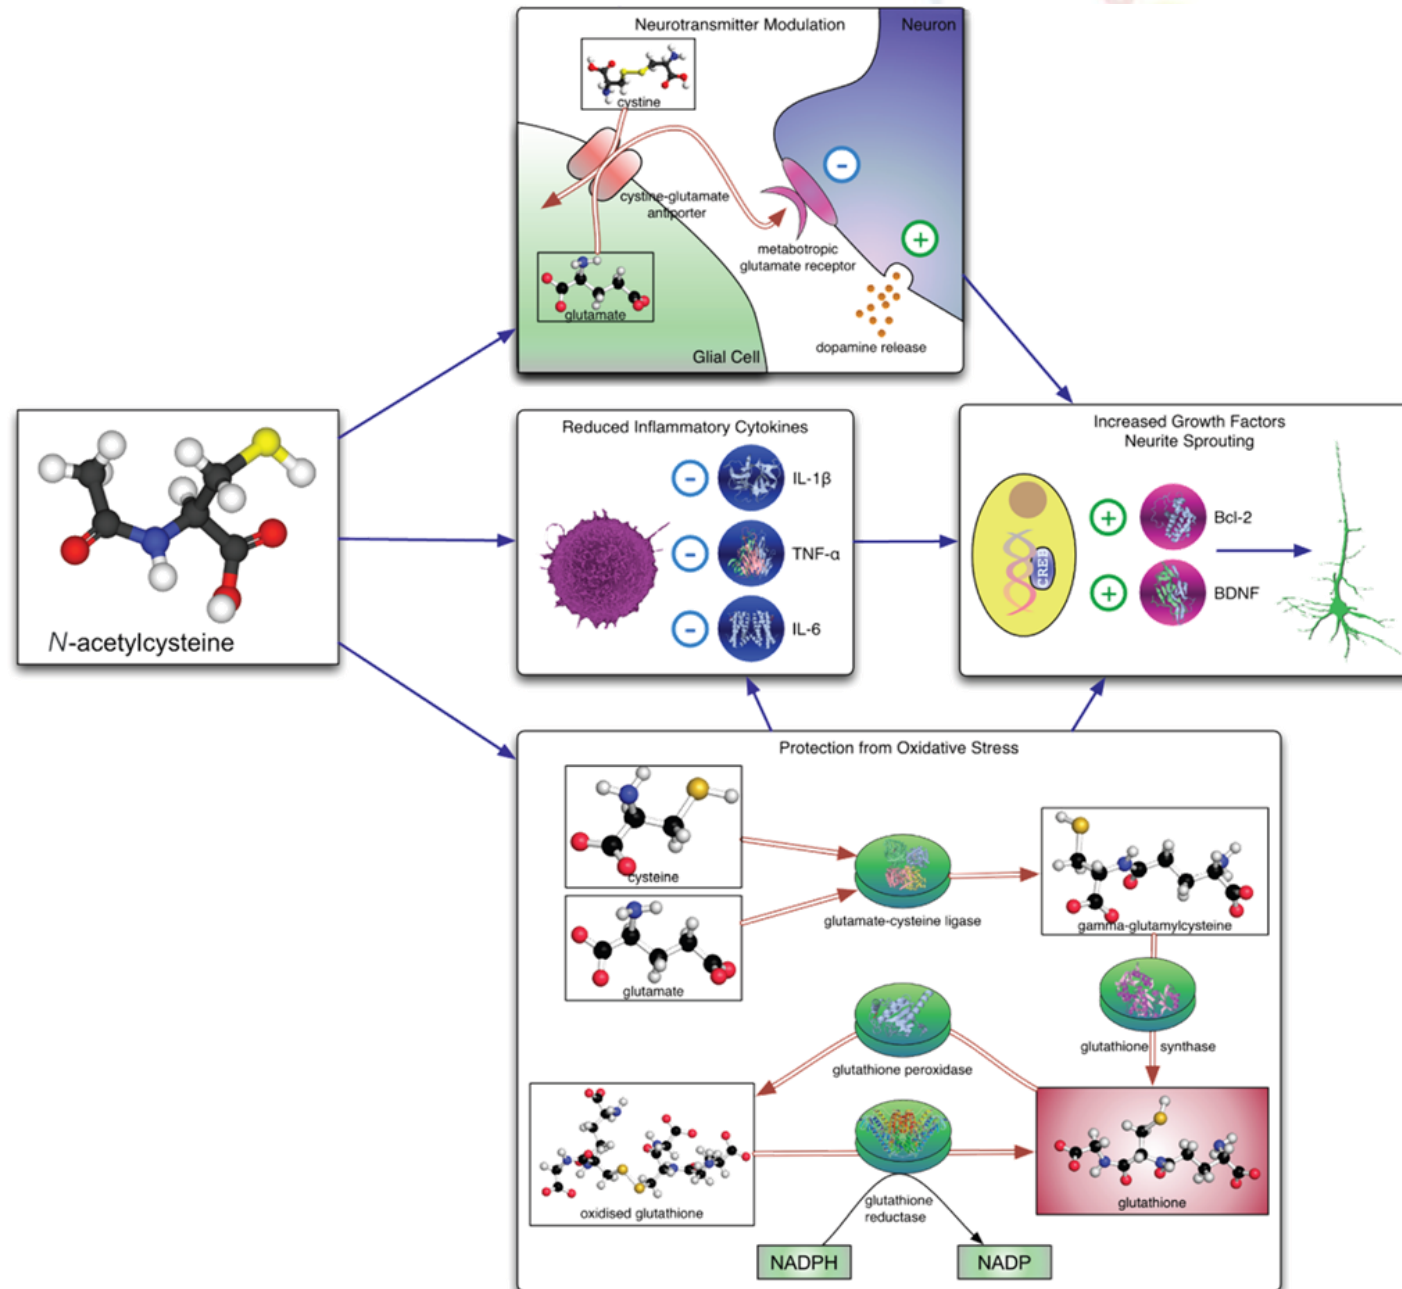 Neurotransmitter Modulation
Neuron
cystine
cystine-glutamate
antiporter
metabotropic
glutamate receptor
glutamate
dopamine release
Glial Cell
-
+
N-acetylcysteine
Reduced Inflammatory Cytokines
- IL-1β
- TNF-α
- IL-6
Increased Growth Factors
Neurite Sprouting
CREB
+ Bcl-2
+ BDNF
Protection from Oxidative Stress
cysteine
glutamate
glutamate-cysteine ligase
gamma-glutamylcysteine
glutathione synthase
glutathione peroxidase
oxidised glutathione
glutathione
reductase
glutathione
NADPH
NADP